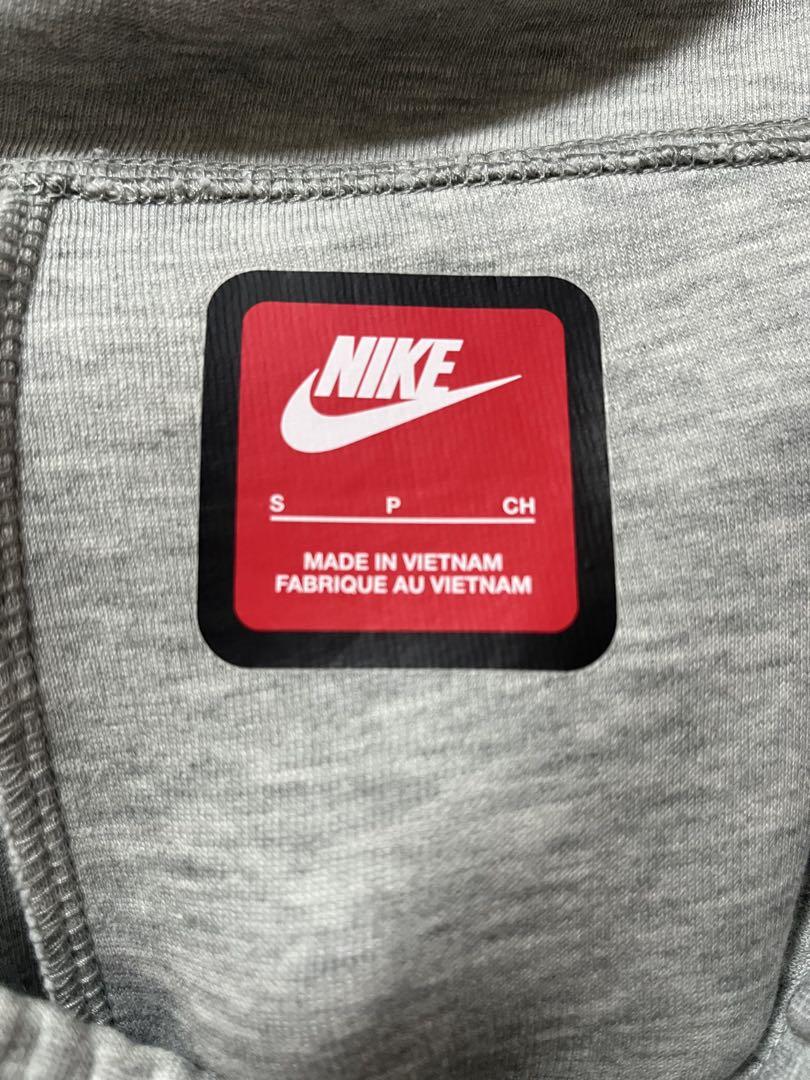 NIKE
S P CH
MADE IN VIETNAM
FABRIQUE AU VIETNAM